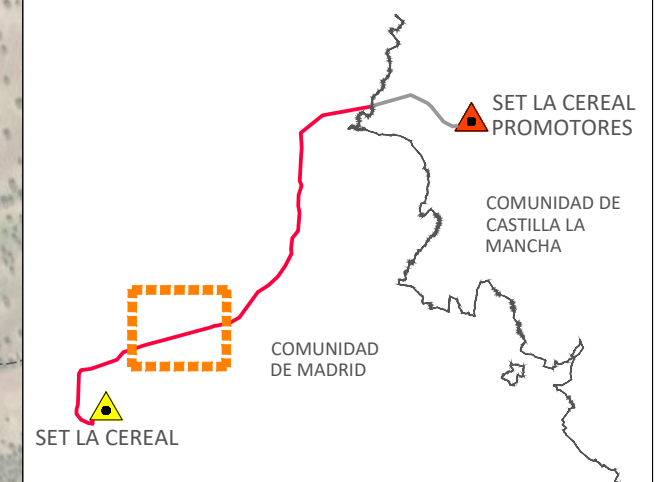 SET LA CEREAL
PROMOTORES
COMUNIDAD DE
CASTILLA LA
MANCHA
COMUNIDAD
DE MADRID
SET LA CEREAL